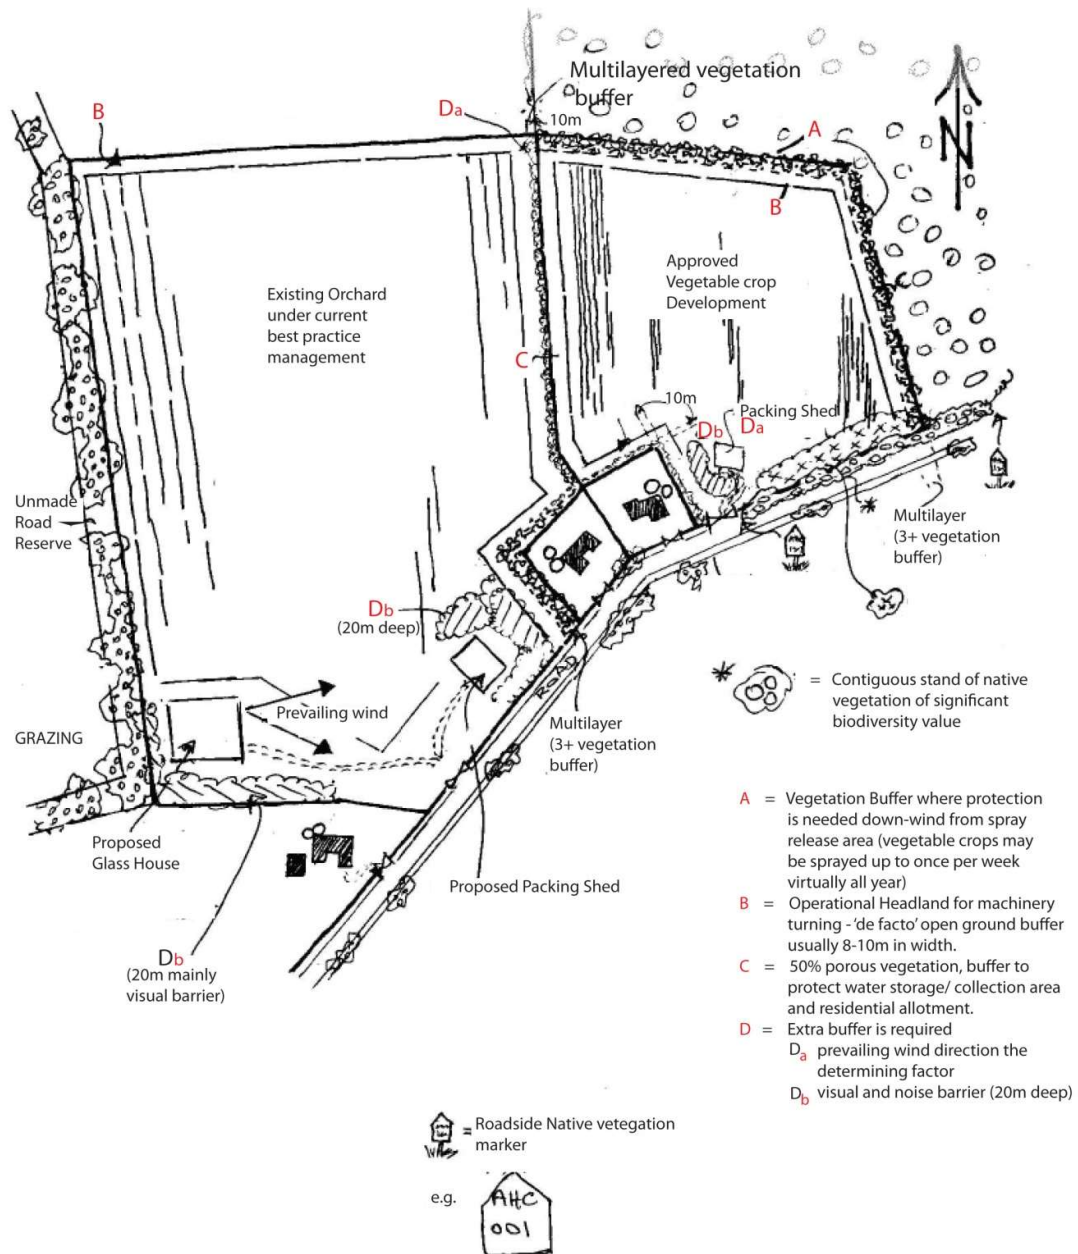 Multilayered vegetation
buffer
10m
Da
B
A
N
B
Existing Orchard
under current
best practice
management
Approved
Vegetable crop
Development
C
10m
Packing Shed
Db
Da
Unmade
Road
Reserve
Multilayer
(3+ vegetation
buffer)
Db
(20m deep)
ROAD
Prevailing wind
GRAZING
Multilayer
(3+ vegetation
buffer)
= Contiguous stand of native
vegetation of significant
biodiversity value
Proposed
Glass House
Proposed Packing Shed
Db
(20m mainly
visual barrier)
A = Vegetation Buffer where protection
is needed down-wind from spray
release area (vegetable crops may
be sprayed up to once per week
virtually all year)
B = Operational Headland for machinery
turning - 'de facto' open ground buffer
usually 8-10m in width.
C = 50% porous vegetation, buffer to
protect water storage/ collection area
and residential allotment.
D = Extra buffer is required
Da prevailing wind direction the
determining factor
Db visual and noise barrier (20m deep)
= Roadside Native vetegation
marker
e.g.
AHC
001